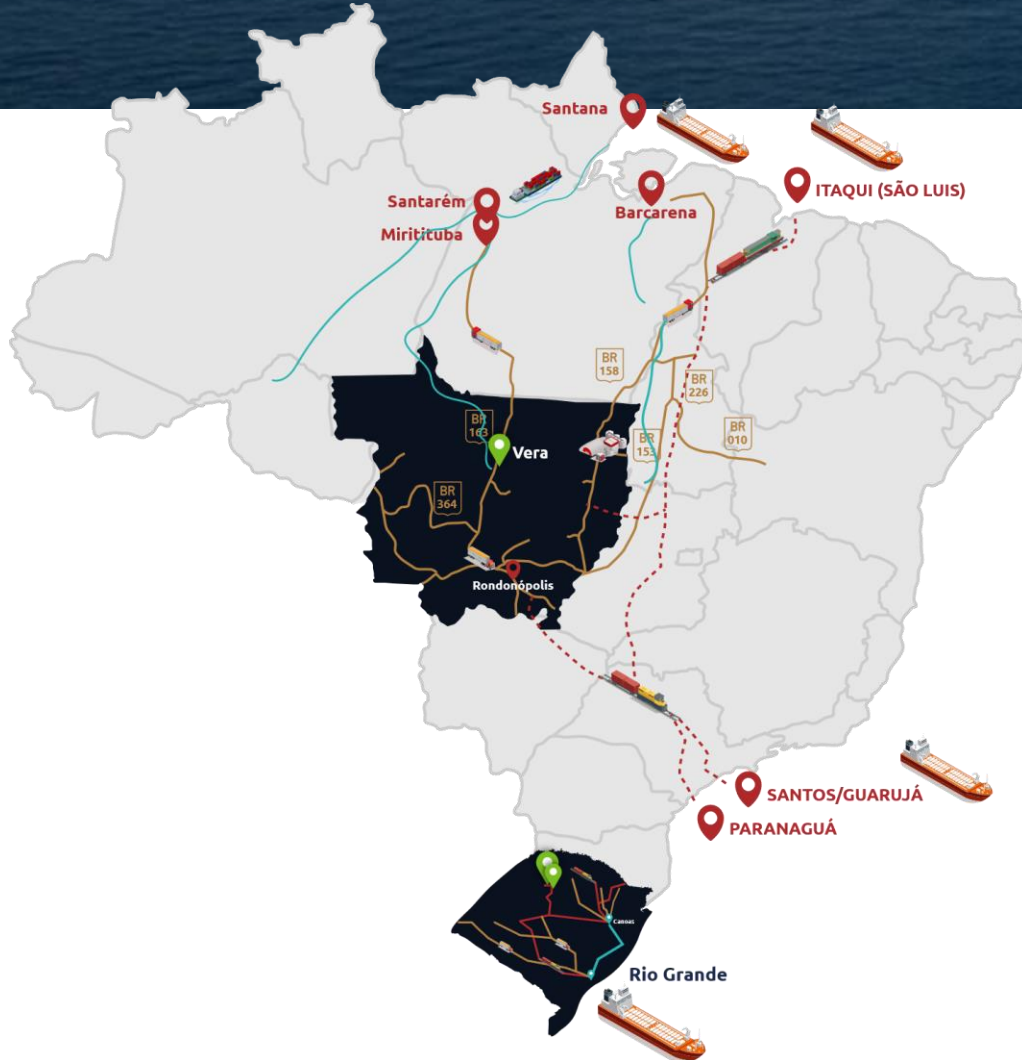 Santana
ITAQUI (SÃO LUIS)
Santarém
Barcarena
Miritituba
BR
158
BR
226
BR
163
BR
153
BR
010
Vera
BR
364
Rondonópolis
SANTOS/GUARUJÁ
PARANAGUÁ
Canoas
Rio Grande